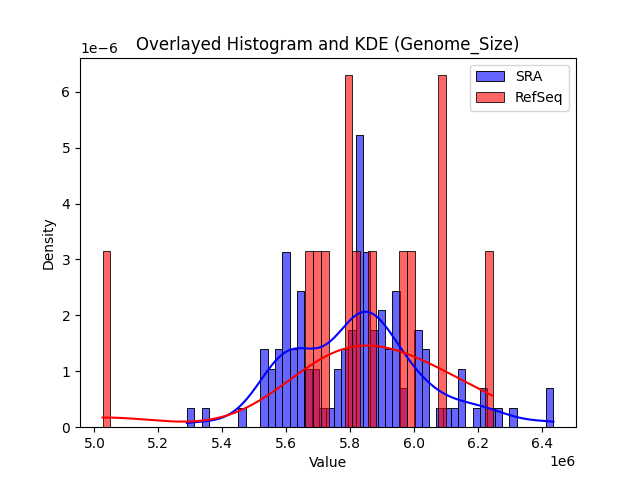 Overlayed Histogram and KDE (Genome_Size)
1e−6
SRA
RefSeq
6
5
4
3
2
1
0
Density
5.0 5.2 5.4 5.6 5.8 6.0 6.2 6.4
Value
1e6